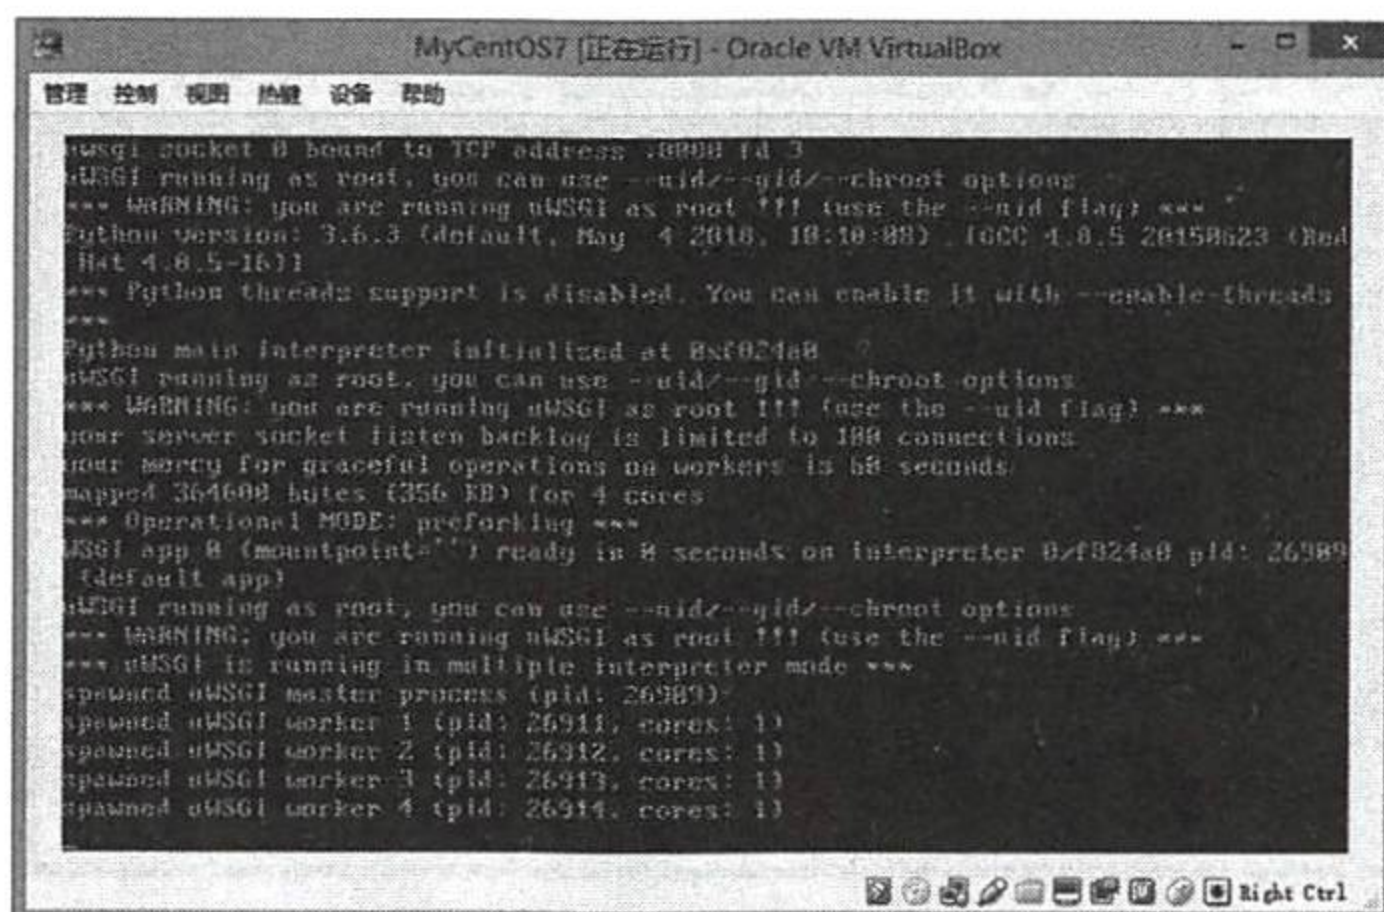 MyCentOS7 [正在运行] - Oracle VM VirtualBox
管理 控制 视图 热键 设备 帮助
uwsgi socket 0 bound to TCP address :8000 fd 3
uWSGI running as root, you can use --uid/--gid/--chroot options
*** WARNING: you are running uWSGI as root !!! (use the --uid flag) ***
Python version: 3.6.3 (default, May 4 2018, 10:10:08) [GCC 4.8.5 20150623 (Red
Hat 4.8.5-16)]
*** Python threads support is disabled. You can enable it with --enable-threads
***
Python main interpreter initialized at 0xf024a0
uWSGI running as root, you can use --uid/--gid/--chroot options
*** WARNING: you are running uWSGI as root !!! (use the --uid flag) ***
your server socket listen backlog is limited to 100 connections
your mercy for graceful operations on workers is 60 seconds
mapped 364600 bytes (356 KB) for 4 cores
*** Operational MODE: preforking ***
WSGI app 0 (mountpoint='') ready in 0 seconds on interpreter 0xf024a0 pid: 26909
(default app)
uWSGI running as root, you can use --uid/--gid/--chroot options
*** WARNING: you are running uWSGI as root !!! (use the --uid flag) ***
*** uWSGI is running in multiple interpreter mode ***
spawned uWSGI master process (pid: 26909)
spawned uWSGI worker 1 (pid: 26911, cores: 1)
spawned uWSGI worker 2 (pid: 26912, cores: 1)
spawned uWSGI worker 3 (pid: 26913, cores: 1)
spawned uWSGI worker 4 (pid: 26914, cores: 1)
Right Ctrl